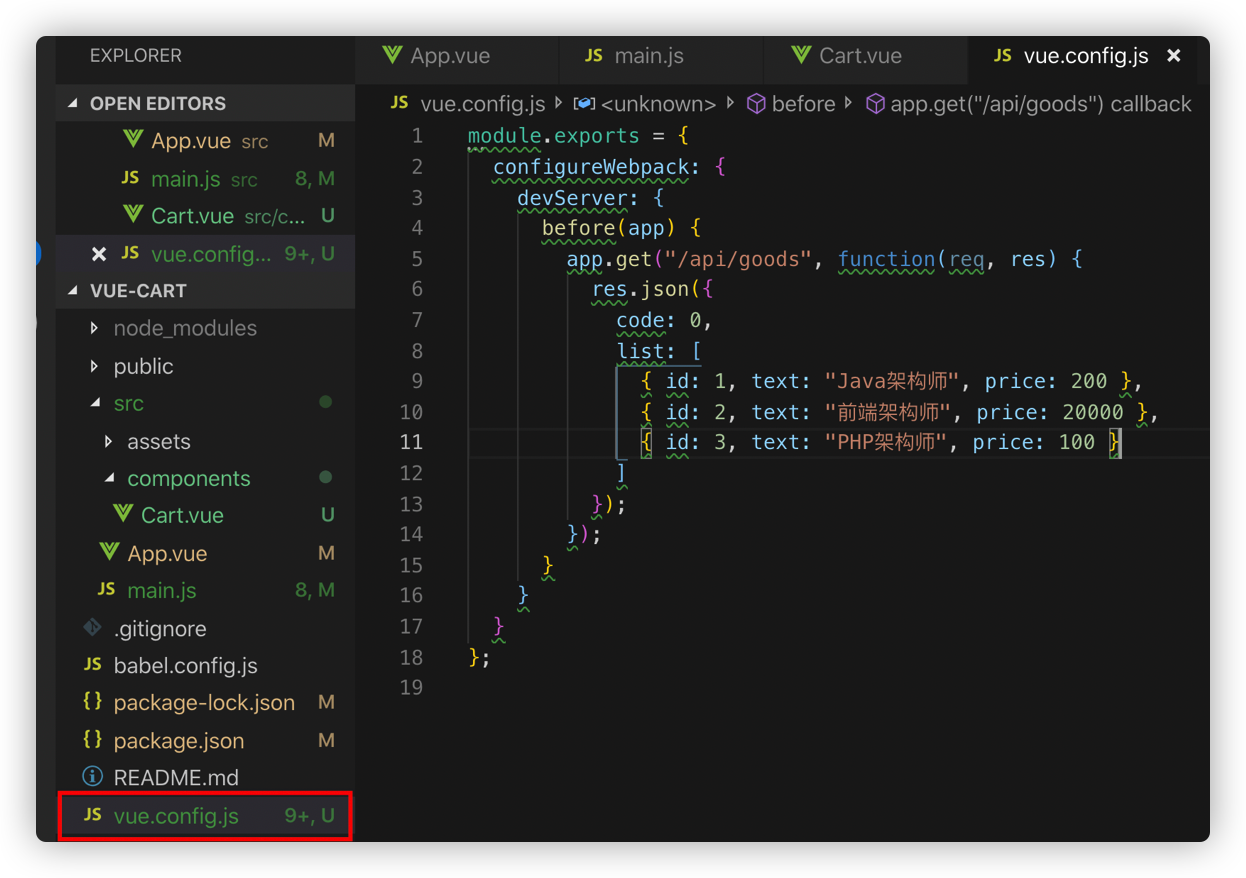 EXPLORER
OPEN EDITORS
App.vue src M
JS main.js src 8, M
Cart.vue src/c... U
JS vue.config... 9+, U
VUE-CART
node_modules
public
src
assets
components
Cart.vue U
App.vue M
JS main.js 8, M
.gitignore
JS babel.config.js
{} package-lock.json M
{} package.json M
README.md
JS vue.config.js 9+, U
App.vue JS main.js Cart.vue JS vue.config.js
JS vue.config.js <unknown> before app.get("/api/goods") callback
1 module.exports = {
2 configureWebpack: {
3 devServer: {
4 before(app) {
5 app.get("/api/goods", function(req, res) {
6 res.json({
7 code: 0,
8 list: [
9 { id: 1, text: "Java架构师", price: 200 },
10 { id: 2, text: "前端架构师", price: 20000 },
11 { id: 3, text: "PHP架构师", price: 100 }
12 ]
13 });
14 });
15 }
16 }
17 }
18 };
19